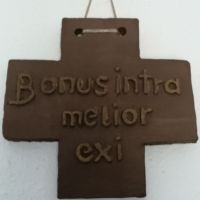 Bonus intra
melior
exi